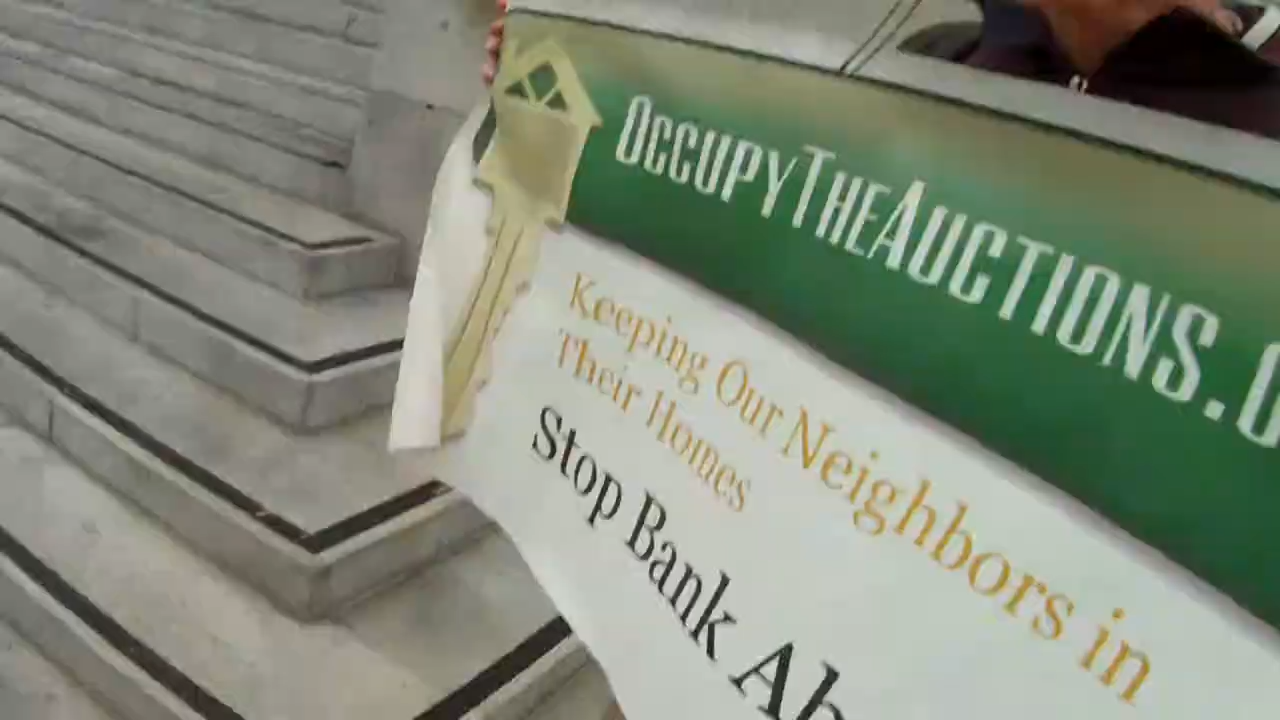 OCCUPYTHEAUCTIONS.
Keeping Our Neighbors in
Their Homes
Stop Bank